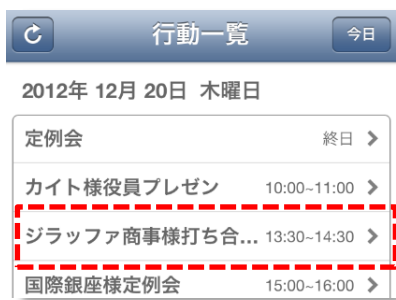 行動一覧
今日
2012年 12月 20日 木曜日
定例会 終日
カイト様役員プレゼン 10:00~11:00
ジラッファ商事様打ち合... 13:30~14:30
国際銀座様定例会 15:00~16:00